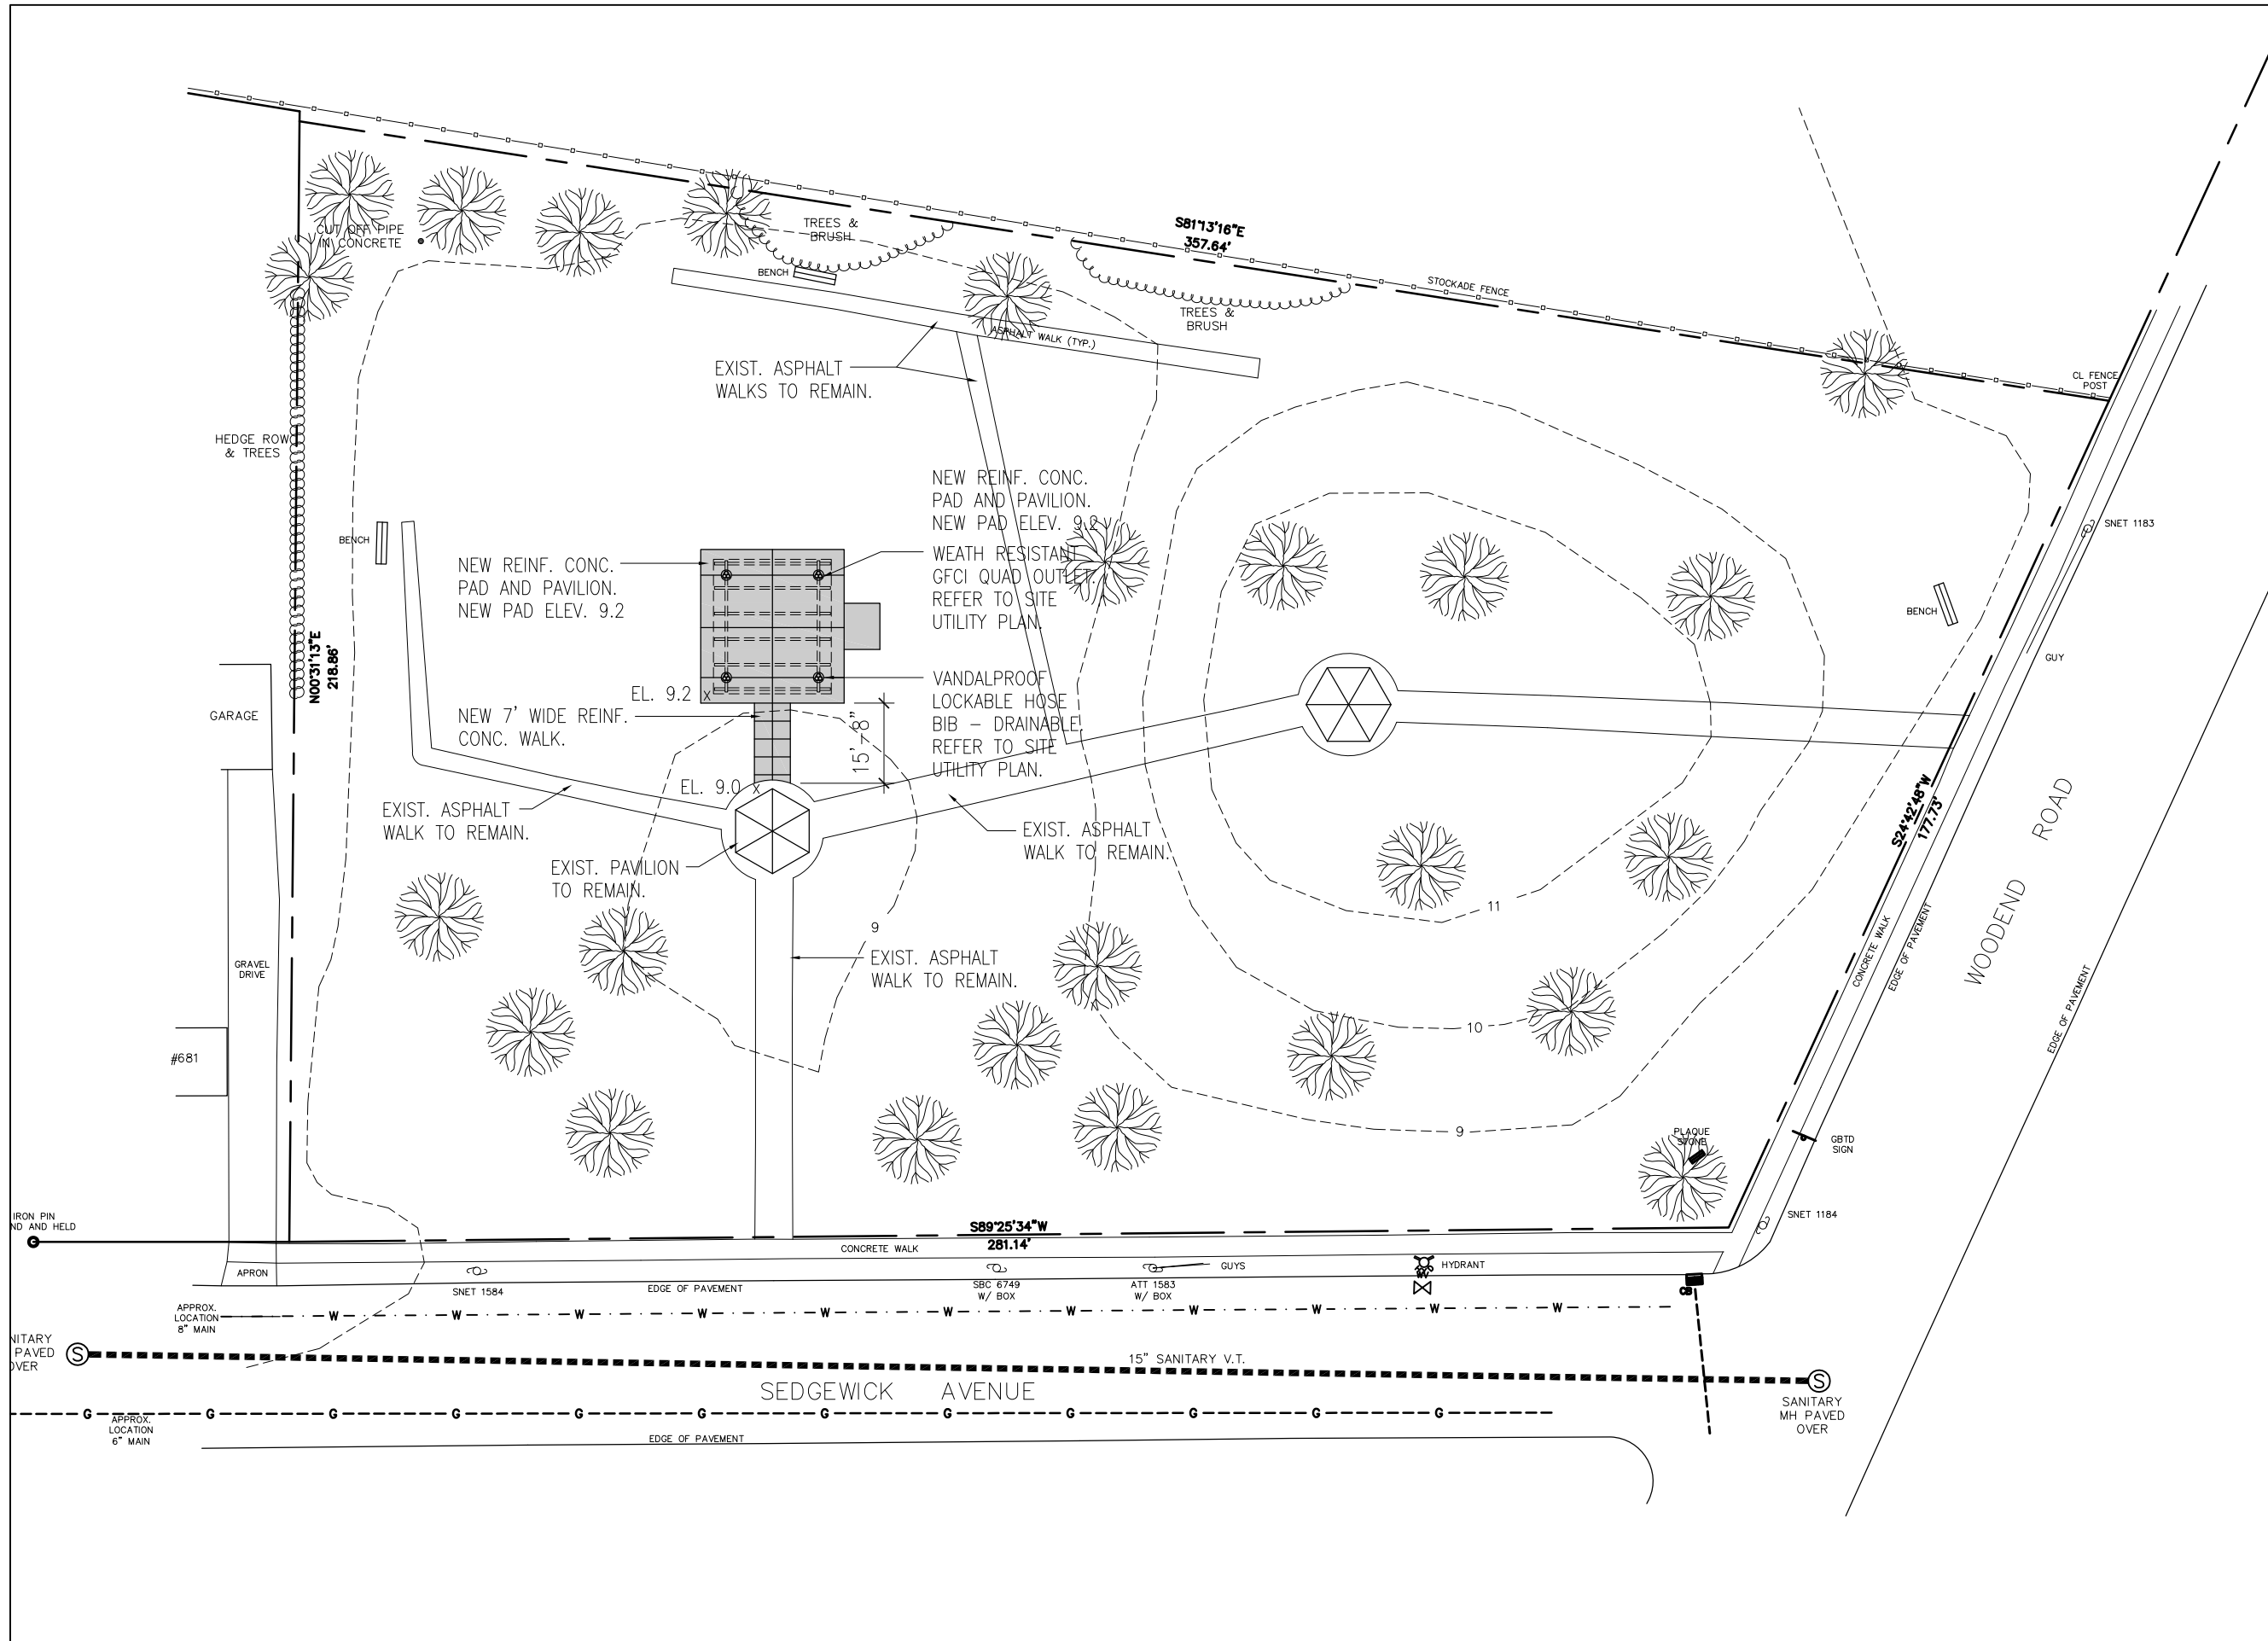 S81°13'16"E
357.64'
STOCKADE FENCE
TREES &
BRUSH
TREES &
BRUSH
CUT OFF PIPE
IN CONCRETE
BENCH
ASPHALT WALK (TYP.)
CL FENCE
POST
EXIST. ASPHALT
WALKS TO REMAIN.
HEDGE ROW
& TREES
BENCH
NEW REINF. CONC.
PAD AND PAVILION.
NEW PAD ELEV. 9.2
NEW REINF. CONC.
PAD AND PAVILION.
NEW PAD ELEV. 9.2
WEATH RESISTANT
GFCI QUAD OUTLET.
REFER TO SITE
UTILITY PLAN.
SNET 1183
BENCH
GUY
N00°31'13"E
218.86'
GARAGE
EL. 9.2 X
NEW 7' WIDE REINF.
CONC. WALK.
VANDALPROOF
LOCKABLE HOSE
BIB – DRAINABLE.
REFER TO SITE
UTILITY PLAN.
15'-8"
EL. 9.0 X
EXIST. ASPHALT
WALK TO REMAIN.
EXIST. ASPHALT
WALK TO REMAIN.
EXIST. PAVILION
TO REMAIN.
S24°42'48"W
177.73'
WOODEND ROAD
CONCRETE WALK
EDGE OF PAVEMENT
EDGE OF PAVEMENT
11
9
EXIST. ASPHALT
WALK TO REMAIN.
GRAVEL
DRIVE
10
#681
9
PLAQUE
STONE
GBTD
SIGN
SNET 1184
IRON PIN
ND AND HELD
S89°25'34"W
281.14'
CONCRETE WALK
APRON
SNET 1584
EDGE OF PAVEMENT
SBC 6749
W/ BOX
ATT 1583
W/ BOX
GUYS
HYDRANT
WV
CB
APPROX.
LOCATION
8" MAIN
W W W W W W W W W W W
NITARY
PAVED
OVER
S
15" SANITARY V.T.
S
SANITARY
MH PAVED
OVER
SEDGEWICK AVENUE
G G G G G G G G G G G G
APPROX.
LOCATION
6" MAIN
EDGE OF PAVEMENT